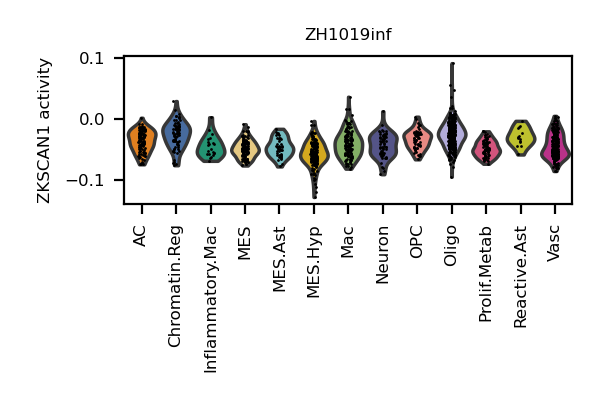 ZH1019inf
ZKSCAN1 activity
0.1
0.0
−0.1
AC
Chromatin.Reg
Inflammatory.Mac
MES
MES.Ast
MES.Hyp
Mac
Neuron
OPC
Oligo
Prolif.Metab
Reactive.Ast
Vasc